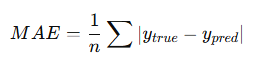 MAE = \frac{1}{n} \sum |y_{true} - y_{pred}|